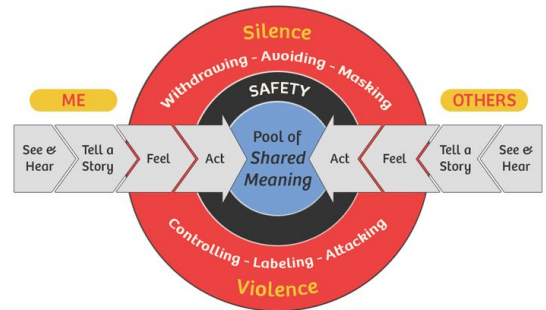 Silence
Withdrawing - Avoiding - Masking
ME
SAFETY
OTHERS
See &
Hear
Tell a
Story
Feel
Act
Pool of
Shared
Meaning
Act
Feel
Tell a
Story
See &
Hear
Controlling - Labeling - Attacking
Violence